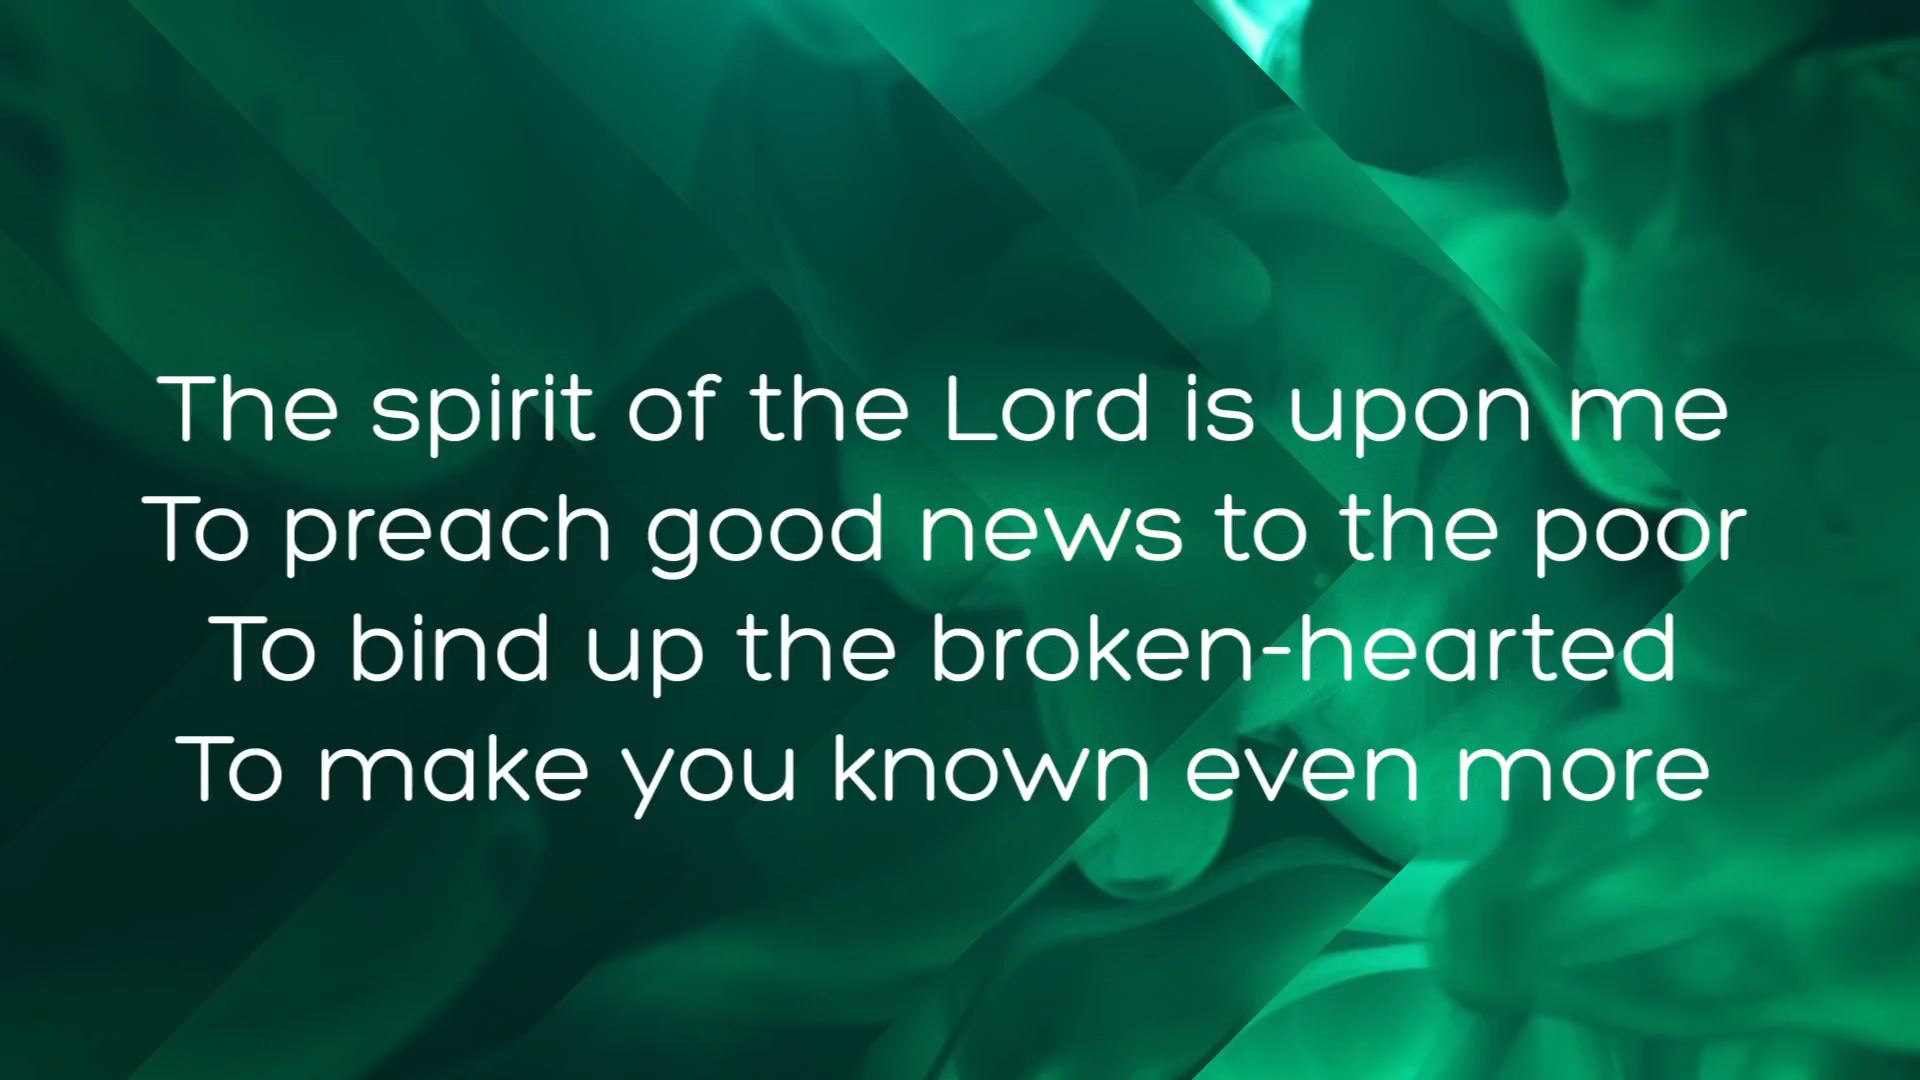 The spirit of the Lord is upon me
To preach good news to the poor
To bind up the broken-hearted
To make you known even more